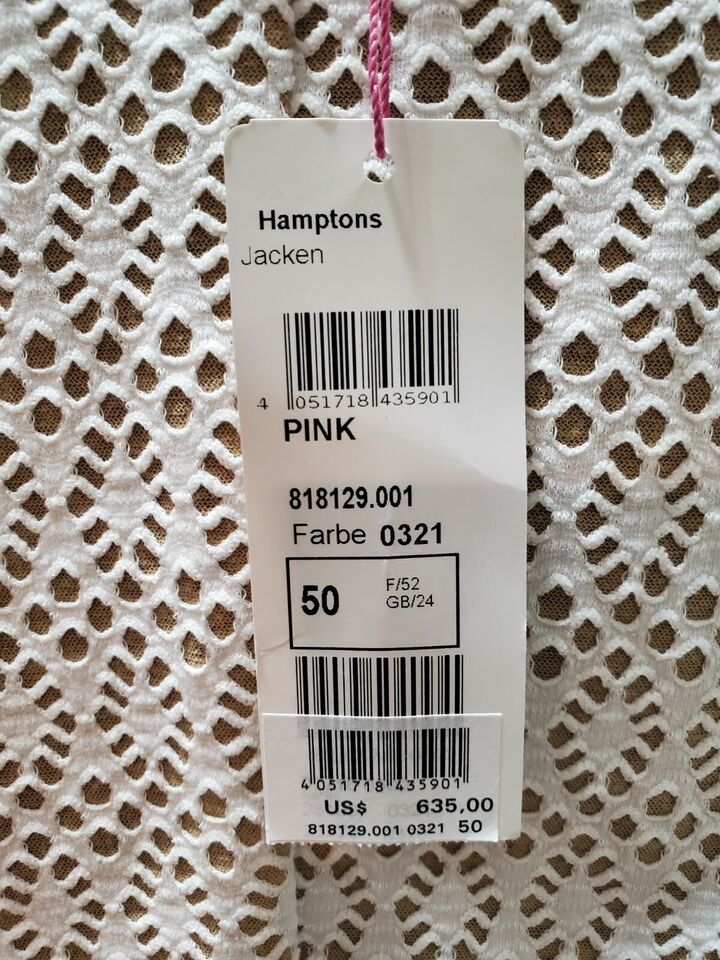 Hamptons
Jacken
4 051718 435901
PINK
818129.001
Farbe 0321
50 F/52
GB/24
4 051718 435901
US$ 635,00
818129.001 0321 50